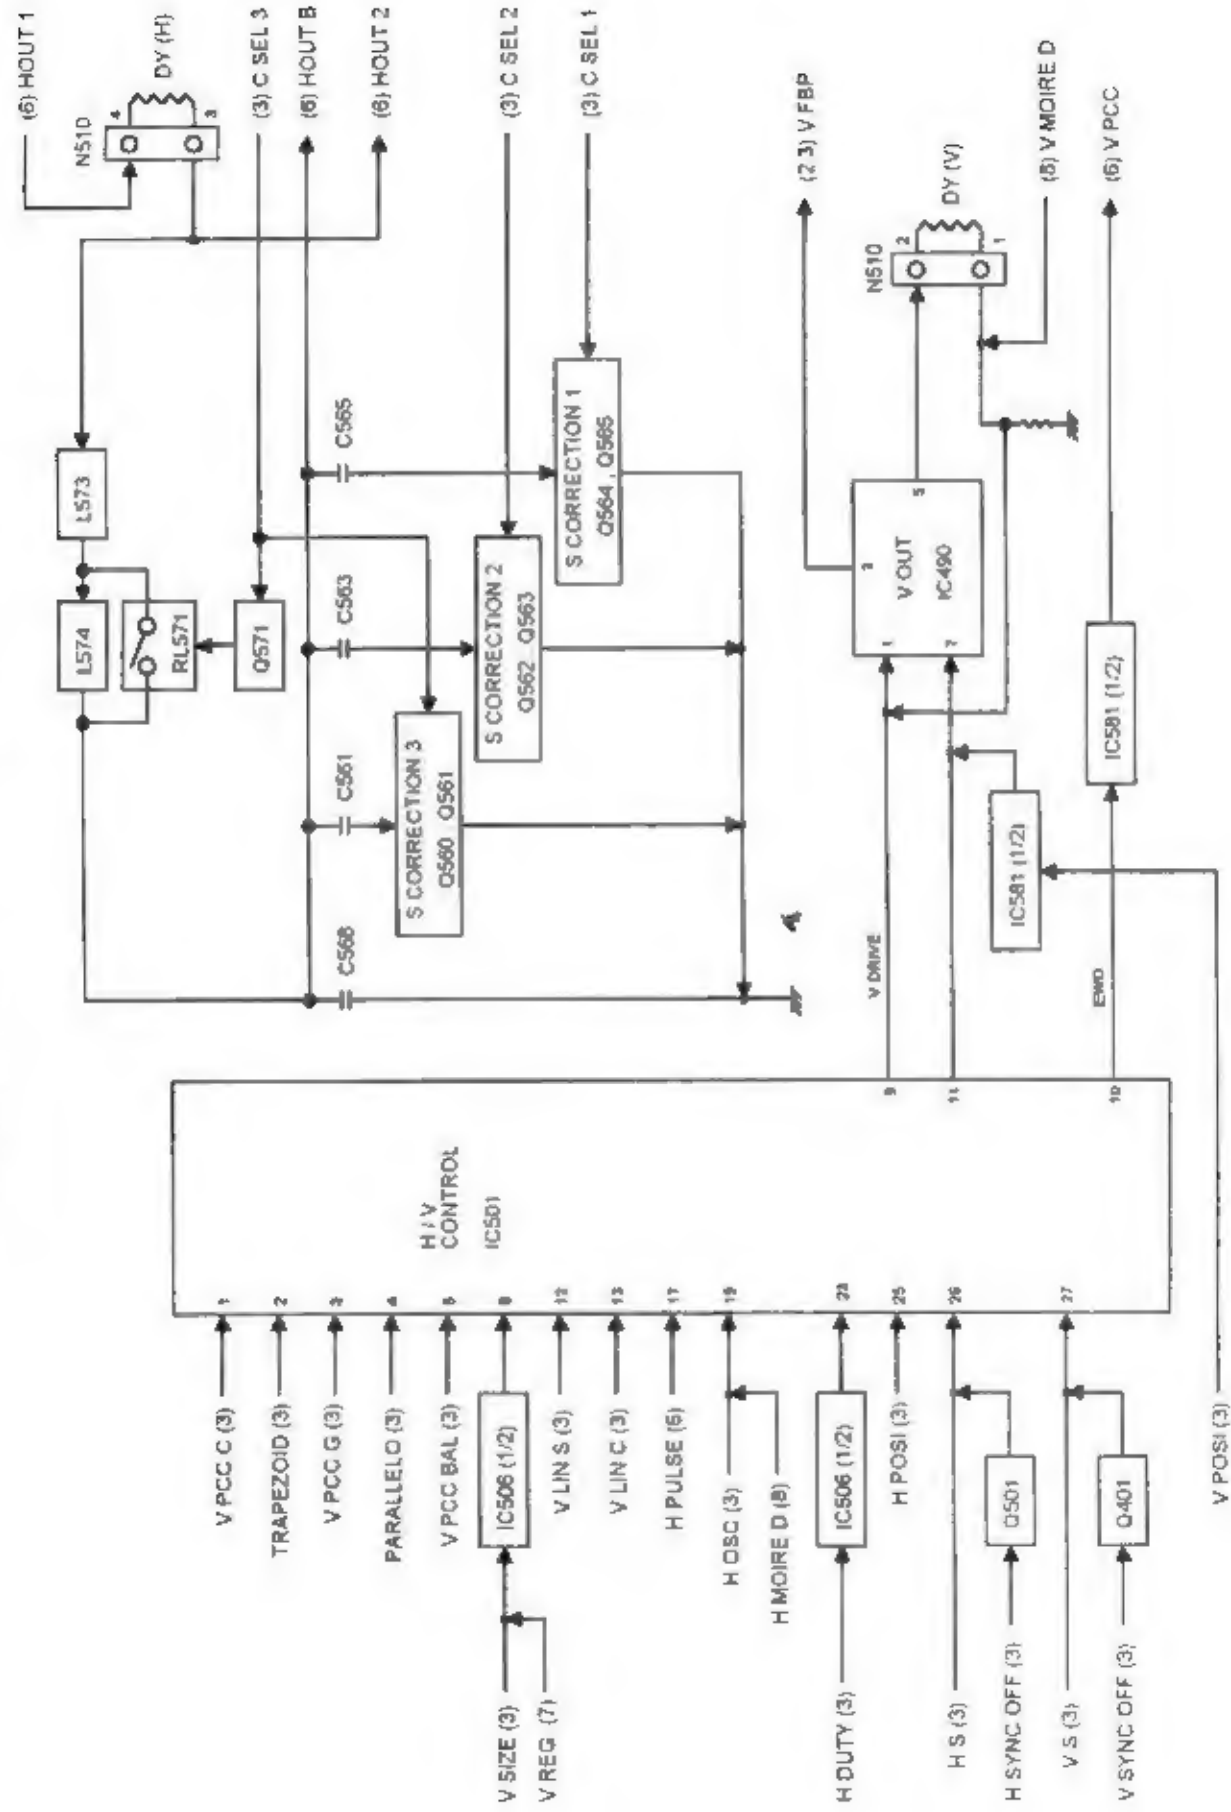 V PCC C (3)
TRAPEZOID (3)
V PCC G (3)
PARALLELO (3)
V PCC BAL (3)
V SIZE (3)
V REG (7)
IC506 (1/2)
V LIN S (3)
V LIN C (3)
H OSC (3)
H MOIRE D (8)
H DUTY (3)
IC506 (1/2)
H POSI (3)
H S (3)
H SYNC OFF (3)
Q501
V S (3)
V SYNC OFF (3)
Q401
V POSI (3)
1
2
3
4
12
13
17
19
23
25
26
27
H / V
CONTROL
IC501
9
11
10
V DRIVE
EWD
C568
C561
C563
C565
S CORRECTION 3
Q560 , Q561
S CORRECTION 2
Q562 , Q563
S CORRECTION 1
Q564 , Q565
L574
L573
RL571
Q571
IC581 (1/2)
IC581 (1/2)
V OUT
IC490
1
7
5
N510
4
3
DY (H)
N510
2
1
DY (V)
(6) HOUT 1
(3) C SEL 3
(6) HOUT B
(6) HOUT 2
(3) C SEL 2
(3) C SEL 1
(2 3) V FBP
(8) V MOIRE D
(6) V PCC